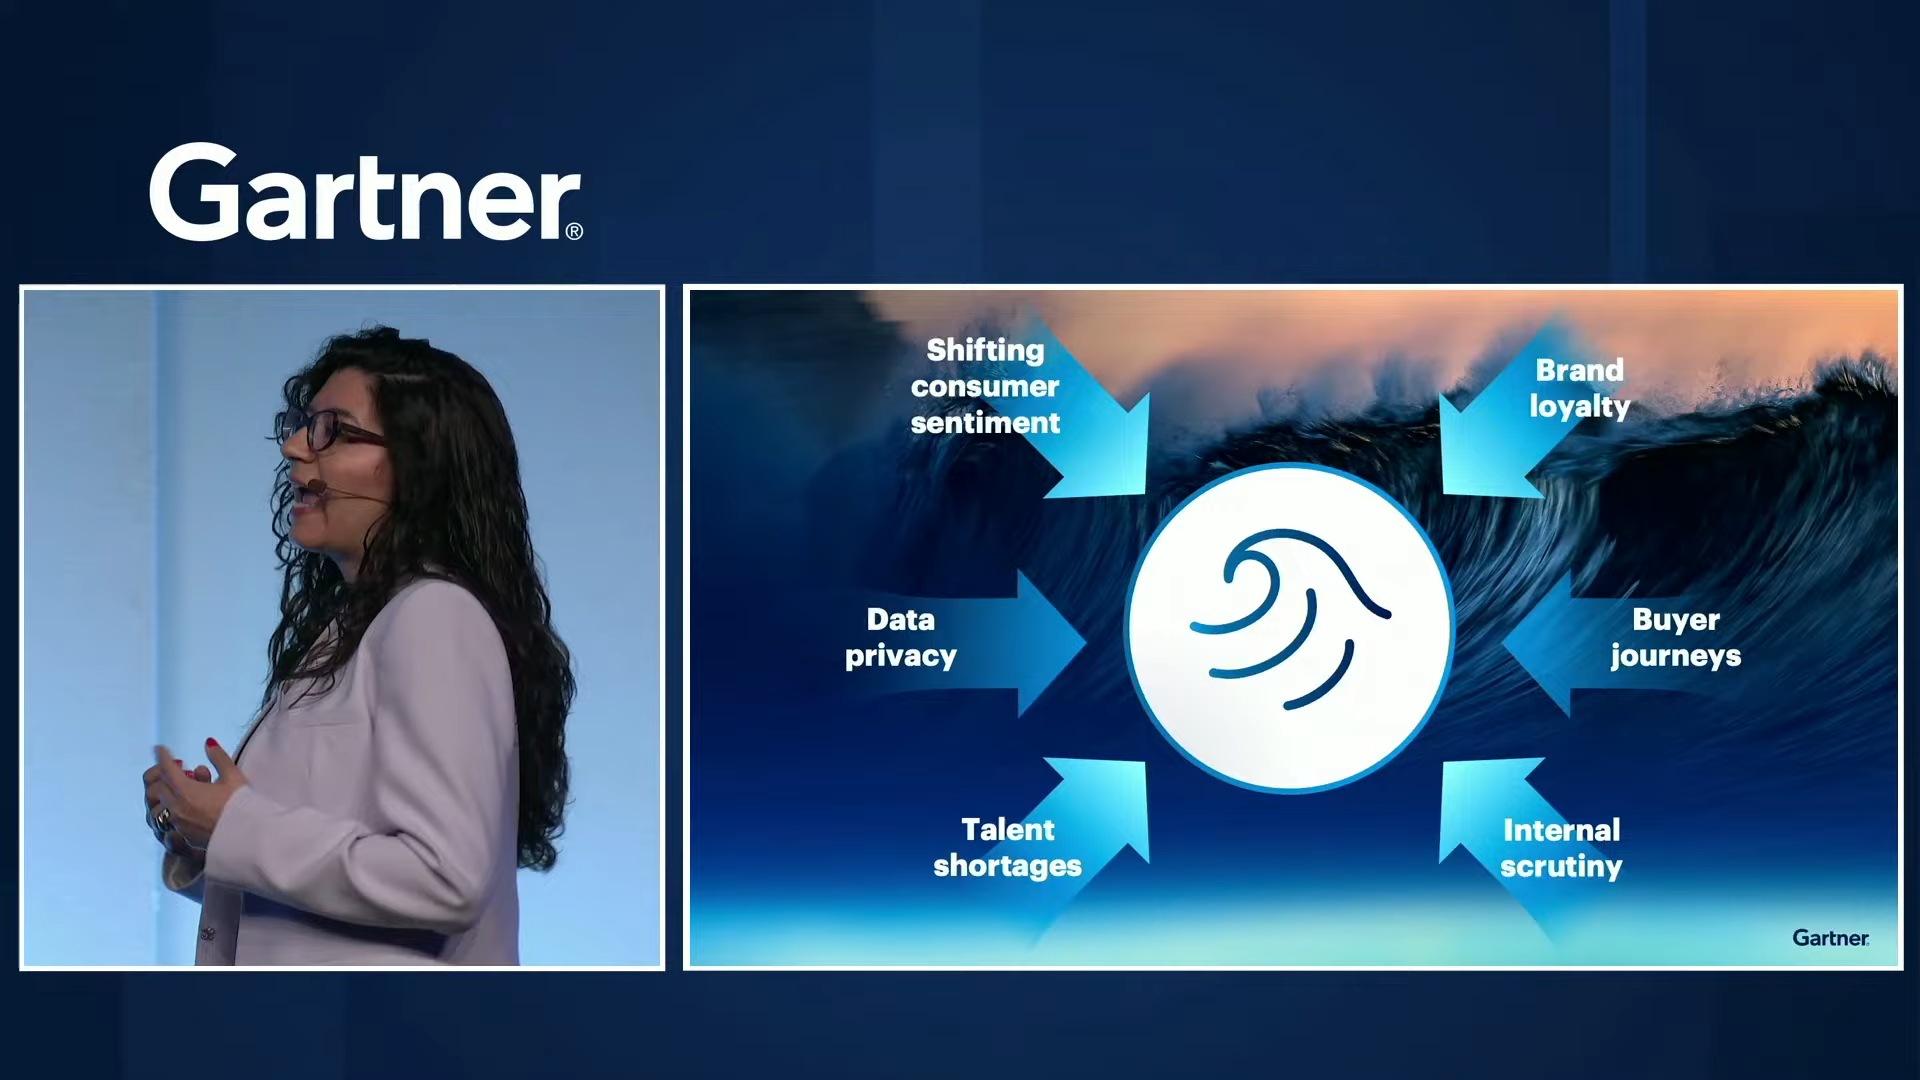 Gartner®
Shifting
consumer
sentiment
Brand
loyalty
Data
privacy
Buyer
journeys
Talent
shortages
Internal
scrutiny
Gartner